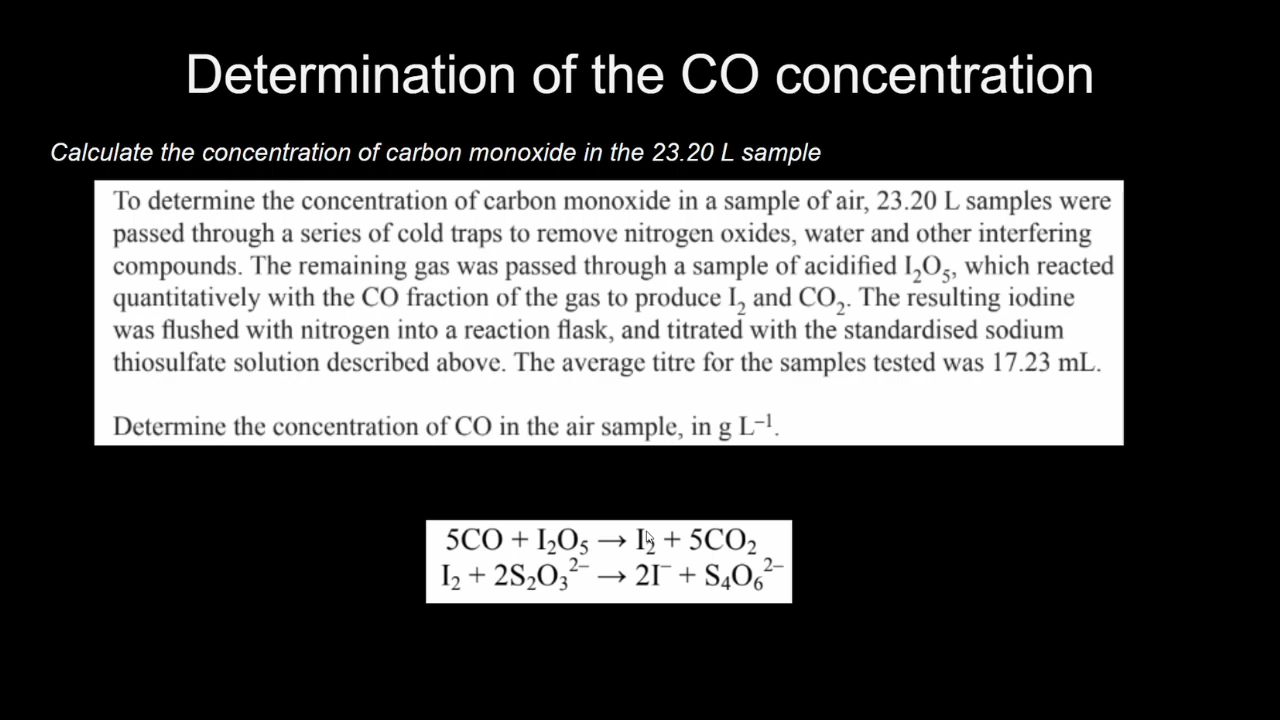 Determination of the CO concentration
Calculate the concentration of carbon monoxide in the 23.20 L sample
To determine the concentration of carbon monoxide in a sample of air, 23.20 L samples were
passed through a series of cold traps to remove nitrogen oxides, water and other interfering
compounds. The remaining gas was passed through a sample of acidified I₂O₅, which reacted
quantitatively with the CO fraction of the gas to produce I₂ and CO₂. The resulting iodine
was flushed with nitrogen into a reaction flask, and titrated with the standardised sodium
thiosulfate solution described above. The average titre for the samples tested was 17.23 mL.
Determine the concentration of CO in the air sample, in g L⁻¹.
5CO + I₂O₅ → I₂ + 5CO₂
I₂ + 2S₂O₃²⁻ → 2I⁻ + S₄O₆²⁻